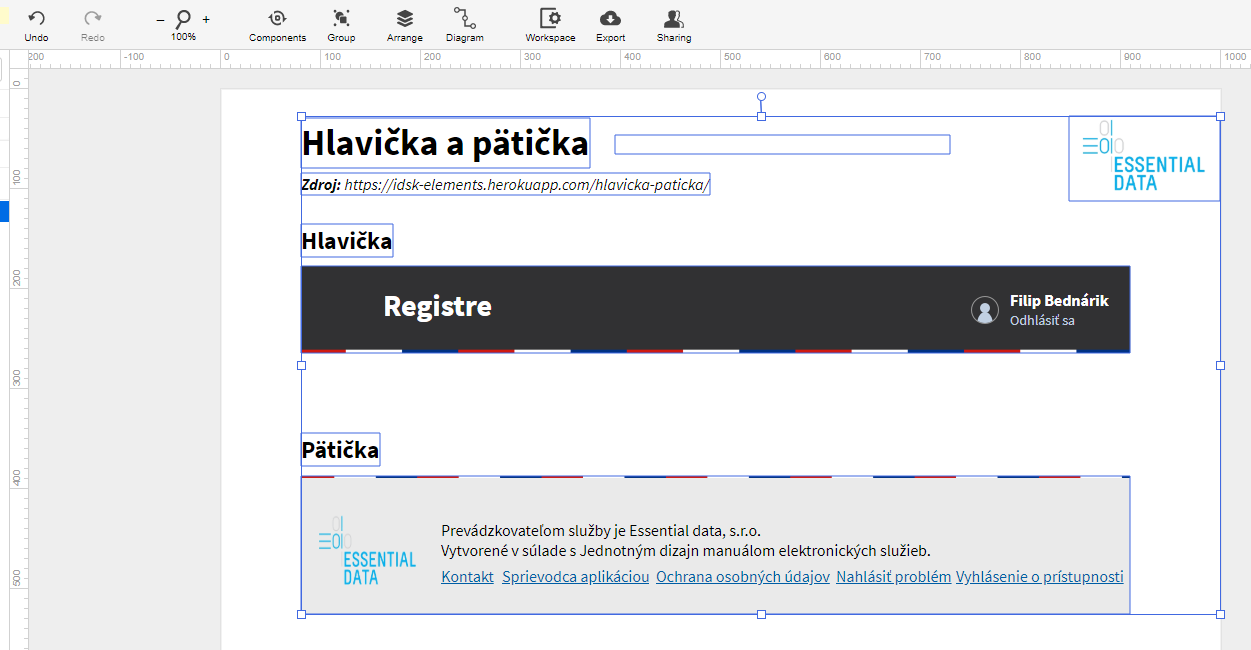 Undo Redo – 100% + Components Group Arrange Diagram Workspace Export Sharing
200 -100 0 100 200 300 400 500 600 700 800 900 1000
0
100
200
300
400
500
Hlavička a pätička
ESSENTIAL
DATA
Zdroj: https://idsk-elements.herokuapp.com/hlavicka-paticka/
Hlavička
Registre
Filip Bednárik
Odhlásiť sa
Pätička
ESSENTIAL
DATA
Prevádzkovateľom služby je Essential data, s.r.o.
Vytvorené v súlade s Jednotným dizajn manuálom elektronických služieb.
Kontakt Sprievodca aplikáciou Ochrana osobných údajov Nahlásiť problém Vyhlásenie o prístupnosti